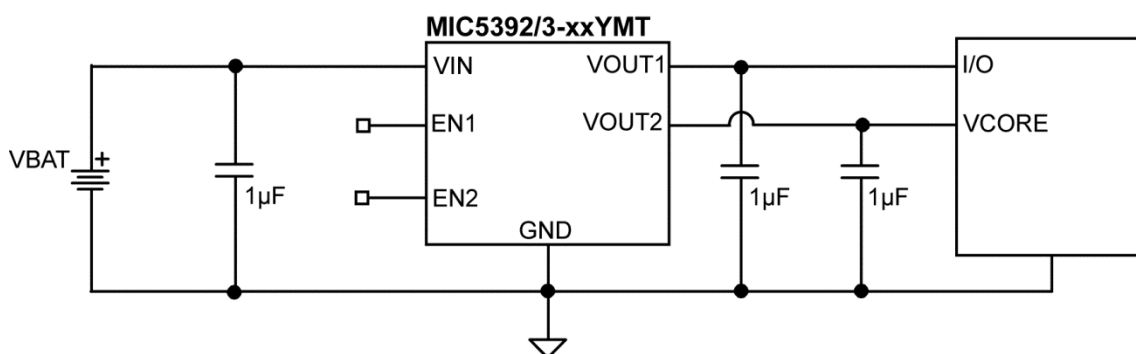 MIC5392/3-xxYMT
VIN
VOUT1
I/O
EN1
VOUT2
VCORE
VBAT
+
1µF
EN2
1µF
1µF
GND